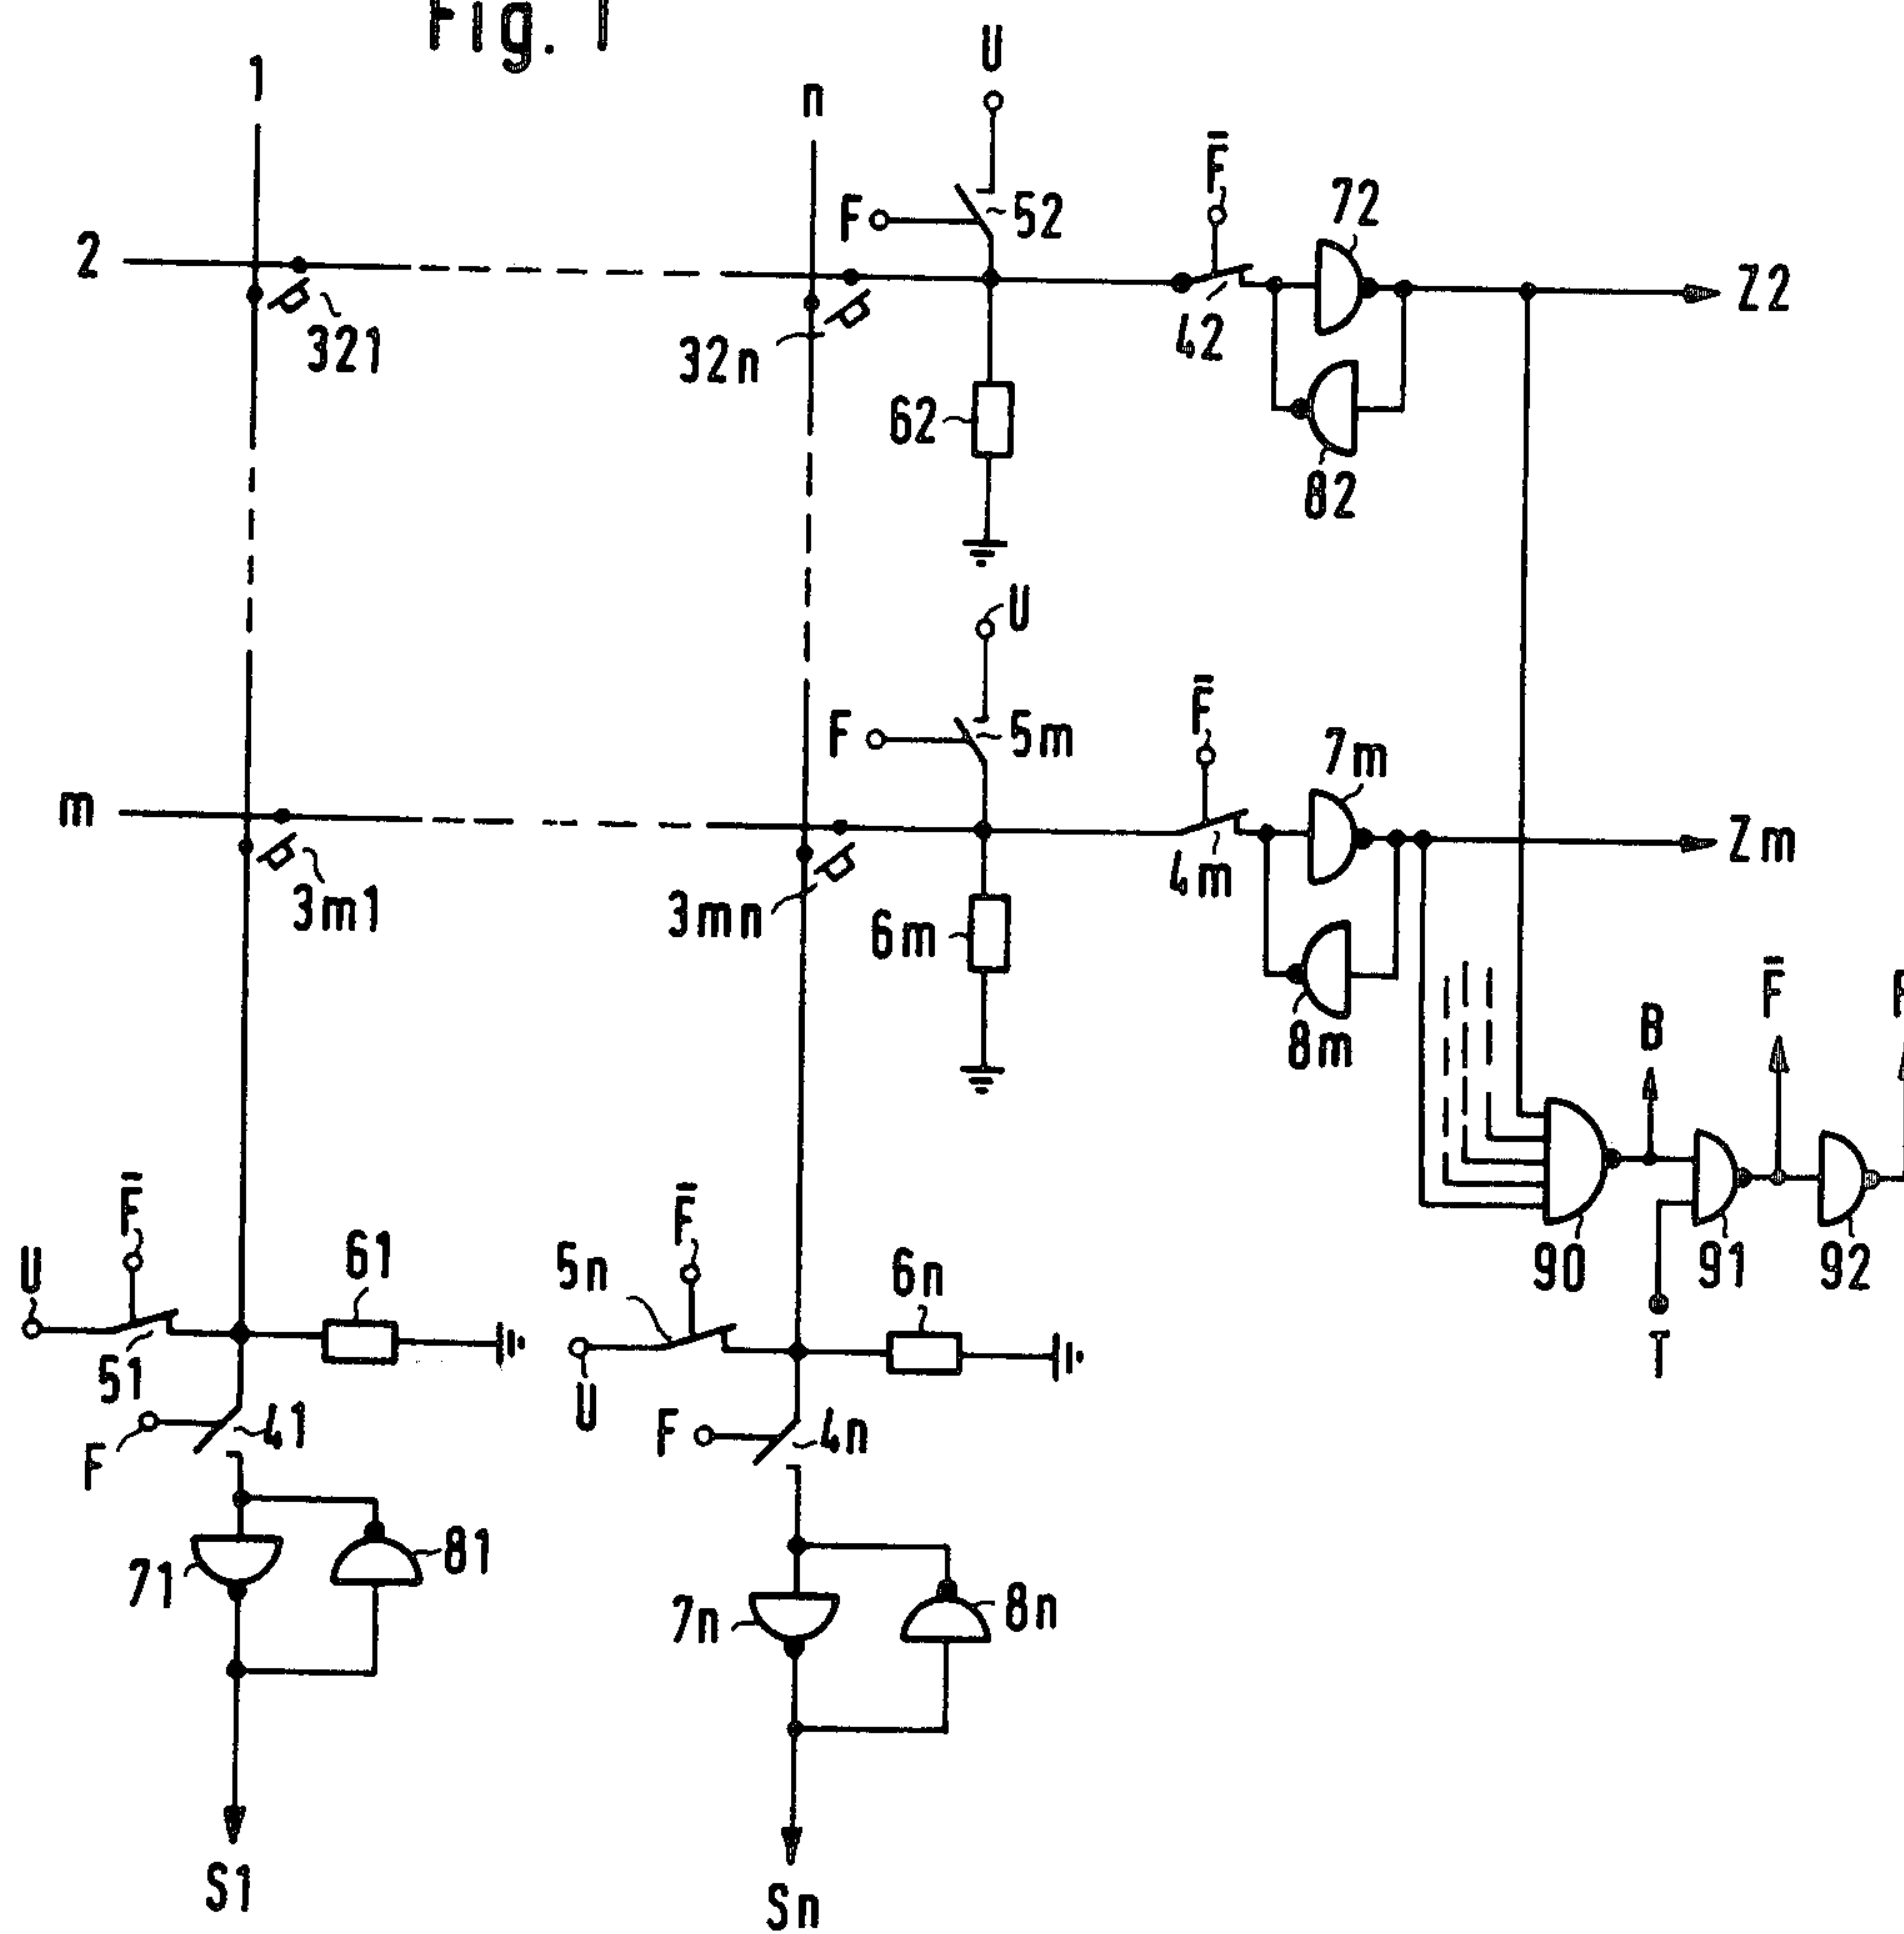 Fig. 1
1
n
U
F̅
F
52
72
2
Z2
321
32n
42
62
82
U
F
5m
F̅
7m
m
Zm
4m
3m1
3mn
6m
8m
B
F̅
F
F̅
U
61
5n
F̅
6n
90
91
92
T
51
U
F
41
F
4n
71
81
7n
8n
S1
Sn